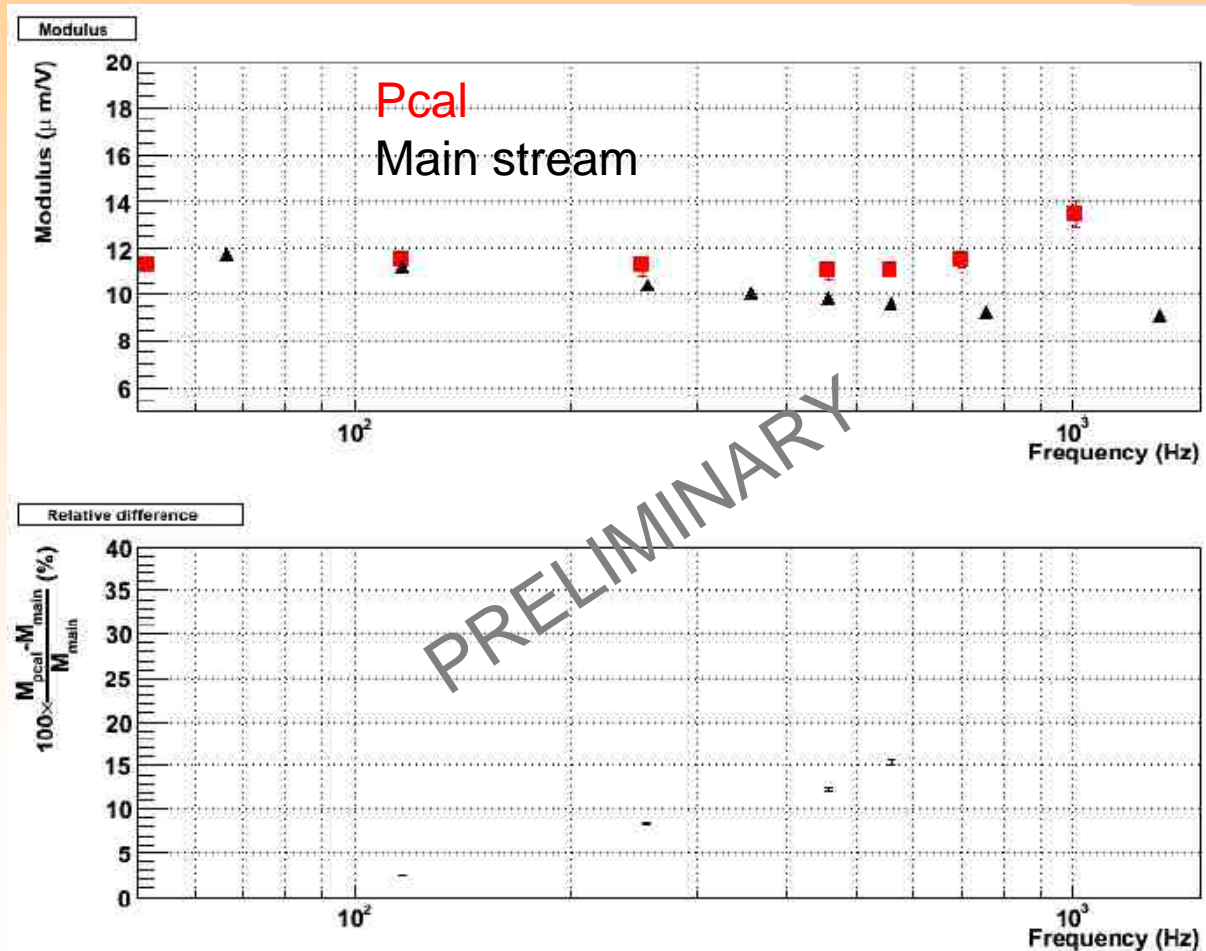 Modulus
Modulus (μ m/V)
20
18
16
14
12
10
8
6
Pcal
Main stream
10²
10³
Frequency (Hz)
PRELIMINARY
Relative difference
100× (M_pcal-M_main)/M_main (%)
40
35
30
25
20
15
10
5
0
10²
10³
Frequency (Hz)